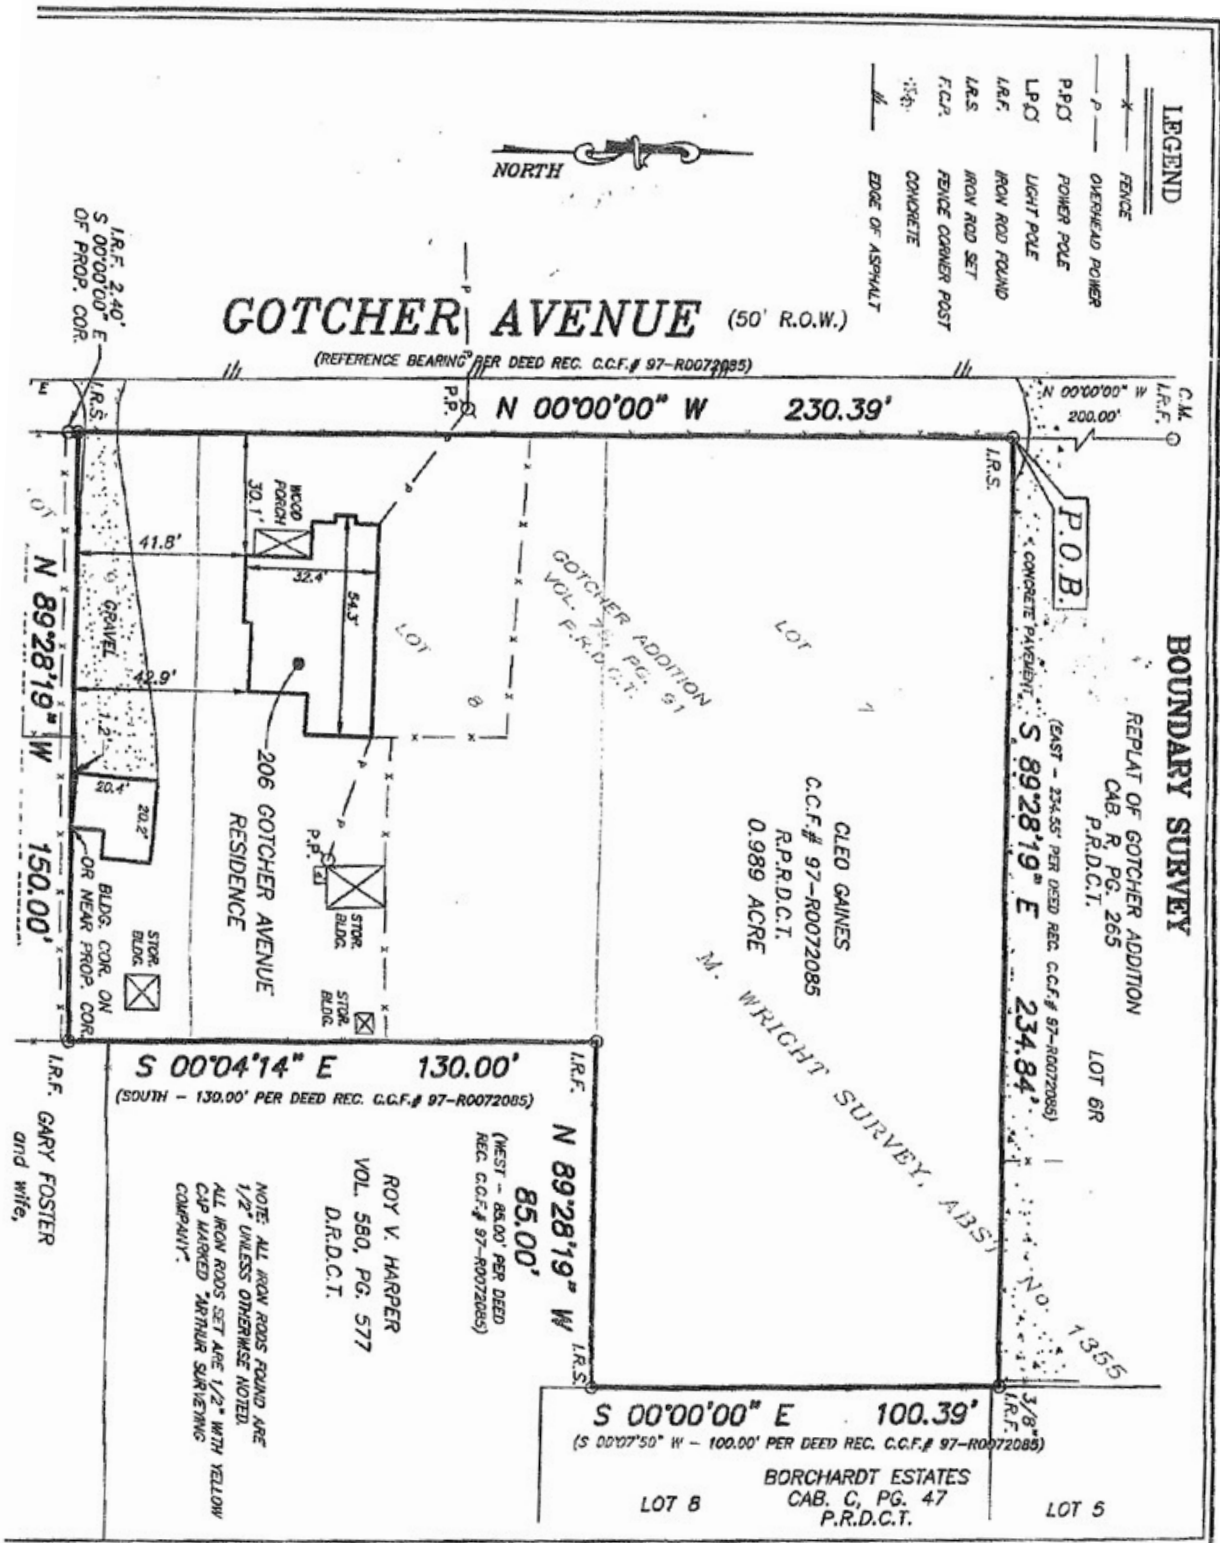 BOUNDARY SURVEY
LEGEND
FENCE
P
OVERHEAD POWER
P.P.
POWER POLE
L.P.
LIGHT POLE
I.R.F.
IRON ROD FOUND
I.R.S.
IRON ROD SET
F.C.P.
FENCE CORNER POST
CONCRETE
EDGE OF ASPHALT
NORTH
GOTCHER AVENUE (50' R.O.W.)
(REFERENCE BEARING PER DEED REC. C.C.F.# 97-R0072085)
I.R.F. 2.40'
S 00°00'00" E
OF PROP. COR.
I.R.S.
P.P.
N 00°00'00" W 230.39'
N 00°00'00" W
200.00'
C.M.
I.R.F.
I.R.S.
P.O.B.
CONCRETE PAVEMENT
REPLAT OF GOTCHER ADDITION
CAB. R, PG. 265
P.R.D.C.T.
LOT 6R
(EAST - 234.55' PER DEED REC. C.C.F.# 97-R0072085)
S 89°28'19" E 234.84'
WOOD
PORCH
30.1'
41.8'
32.4'
54.3'
42.9'
GRAVEL
1.2'
20.4'
20.2'
LOT
8
GOTCHER ADDITION
P.R.D.C.T.
LOT
7
CLEO GAINES
C.C.F.# 97-R0072085
R.P.R.D.C.T.
0.989 ACRE
M. WRIGHT SURVEY, ABST No. 1355
206 GOTCHER AVENUE
RESIDENCE
P.P.
STOR.
BLDG.
STOR.
BLDG.
STOR.
BLDG.
BLDG. COR. ON
OR NEAR PROP. COR.
N 89°28'19" W 150.00'
I.R.F.
GARY FOSTER
and wife,
S 00°04'14" E 130.00'
(SOUTH - 130.00' PER DEED REC. C.C.F.# 97-R0072085)
I.R.F.
N 89°28'19" W
85.00'
(WEST - 85.00' PER DEED
REC. C.C.F.# 97-R0072085)
I.R.S.
ROY V. HARPER
VOL. 580, PG. 577
D.R.D.C.T.
NOTE: ALL IRON RODS FOUND ARE
1/2" UNLESS OTHERWISE NOTED.
ALL IRON RODS SET ARE 1/2" WITH YELLOW
CAP MARKED "ARTHUR SURVEYING
COMPANY".
3/8"
I.R.F.
S 00°00'00" E 100.39'
(S 00°07'50" W - 100.00' PER DEED REC. C.C.F.# 97-R0072085)
BORCHARDT ESTATES
CAB. C, PG. 47
P.R.D.C.T.
LOT 8
LOT 5